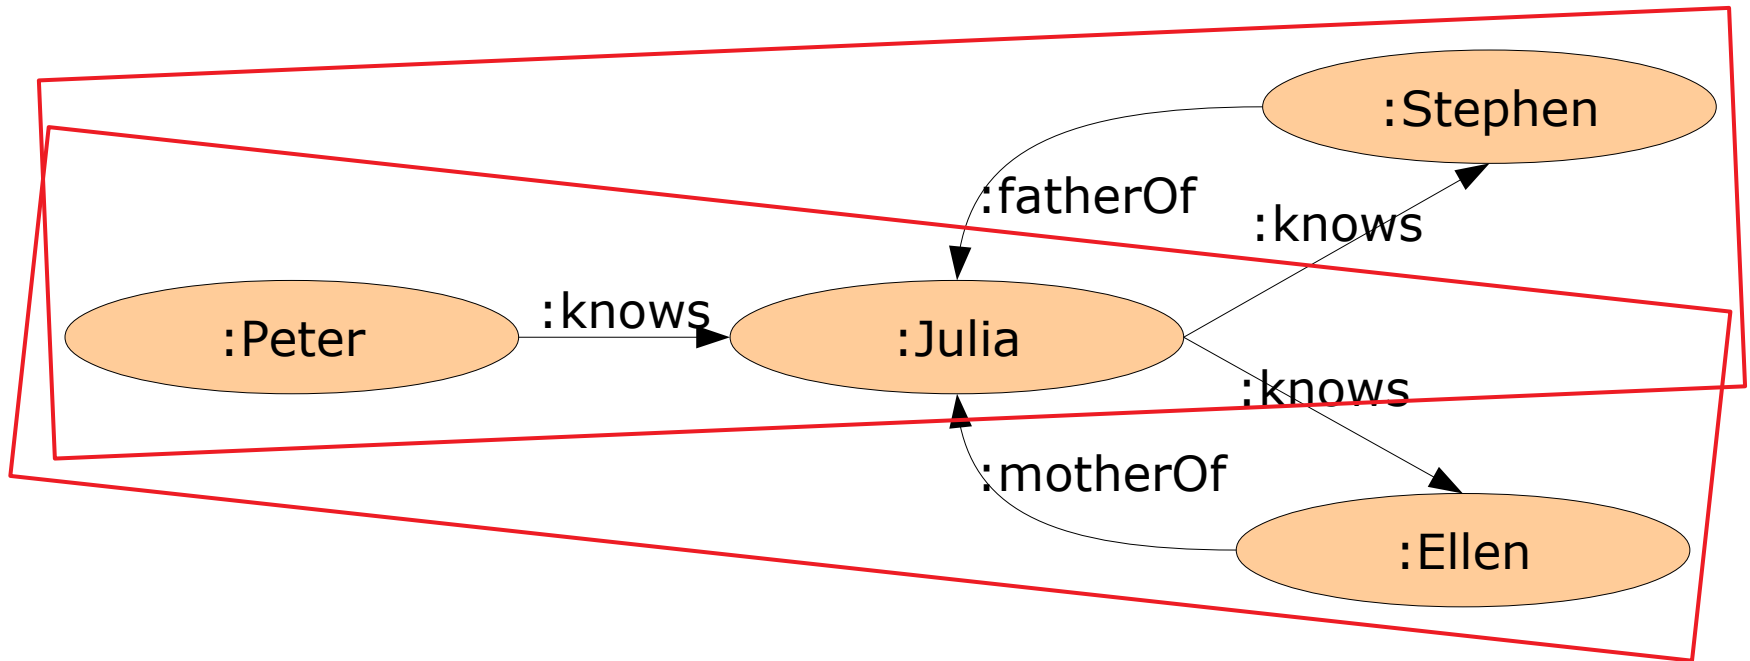 :Stephen
:fatherOf
:knows
:knows
:Peter
:Julia
:knows
:motherOf
:Ellen